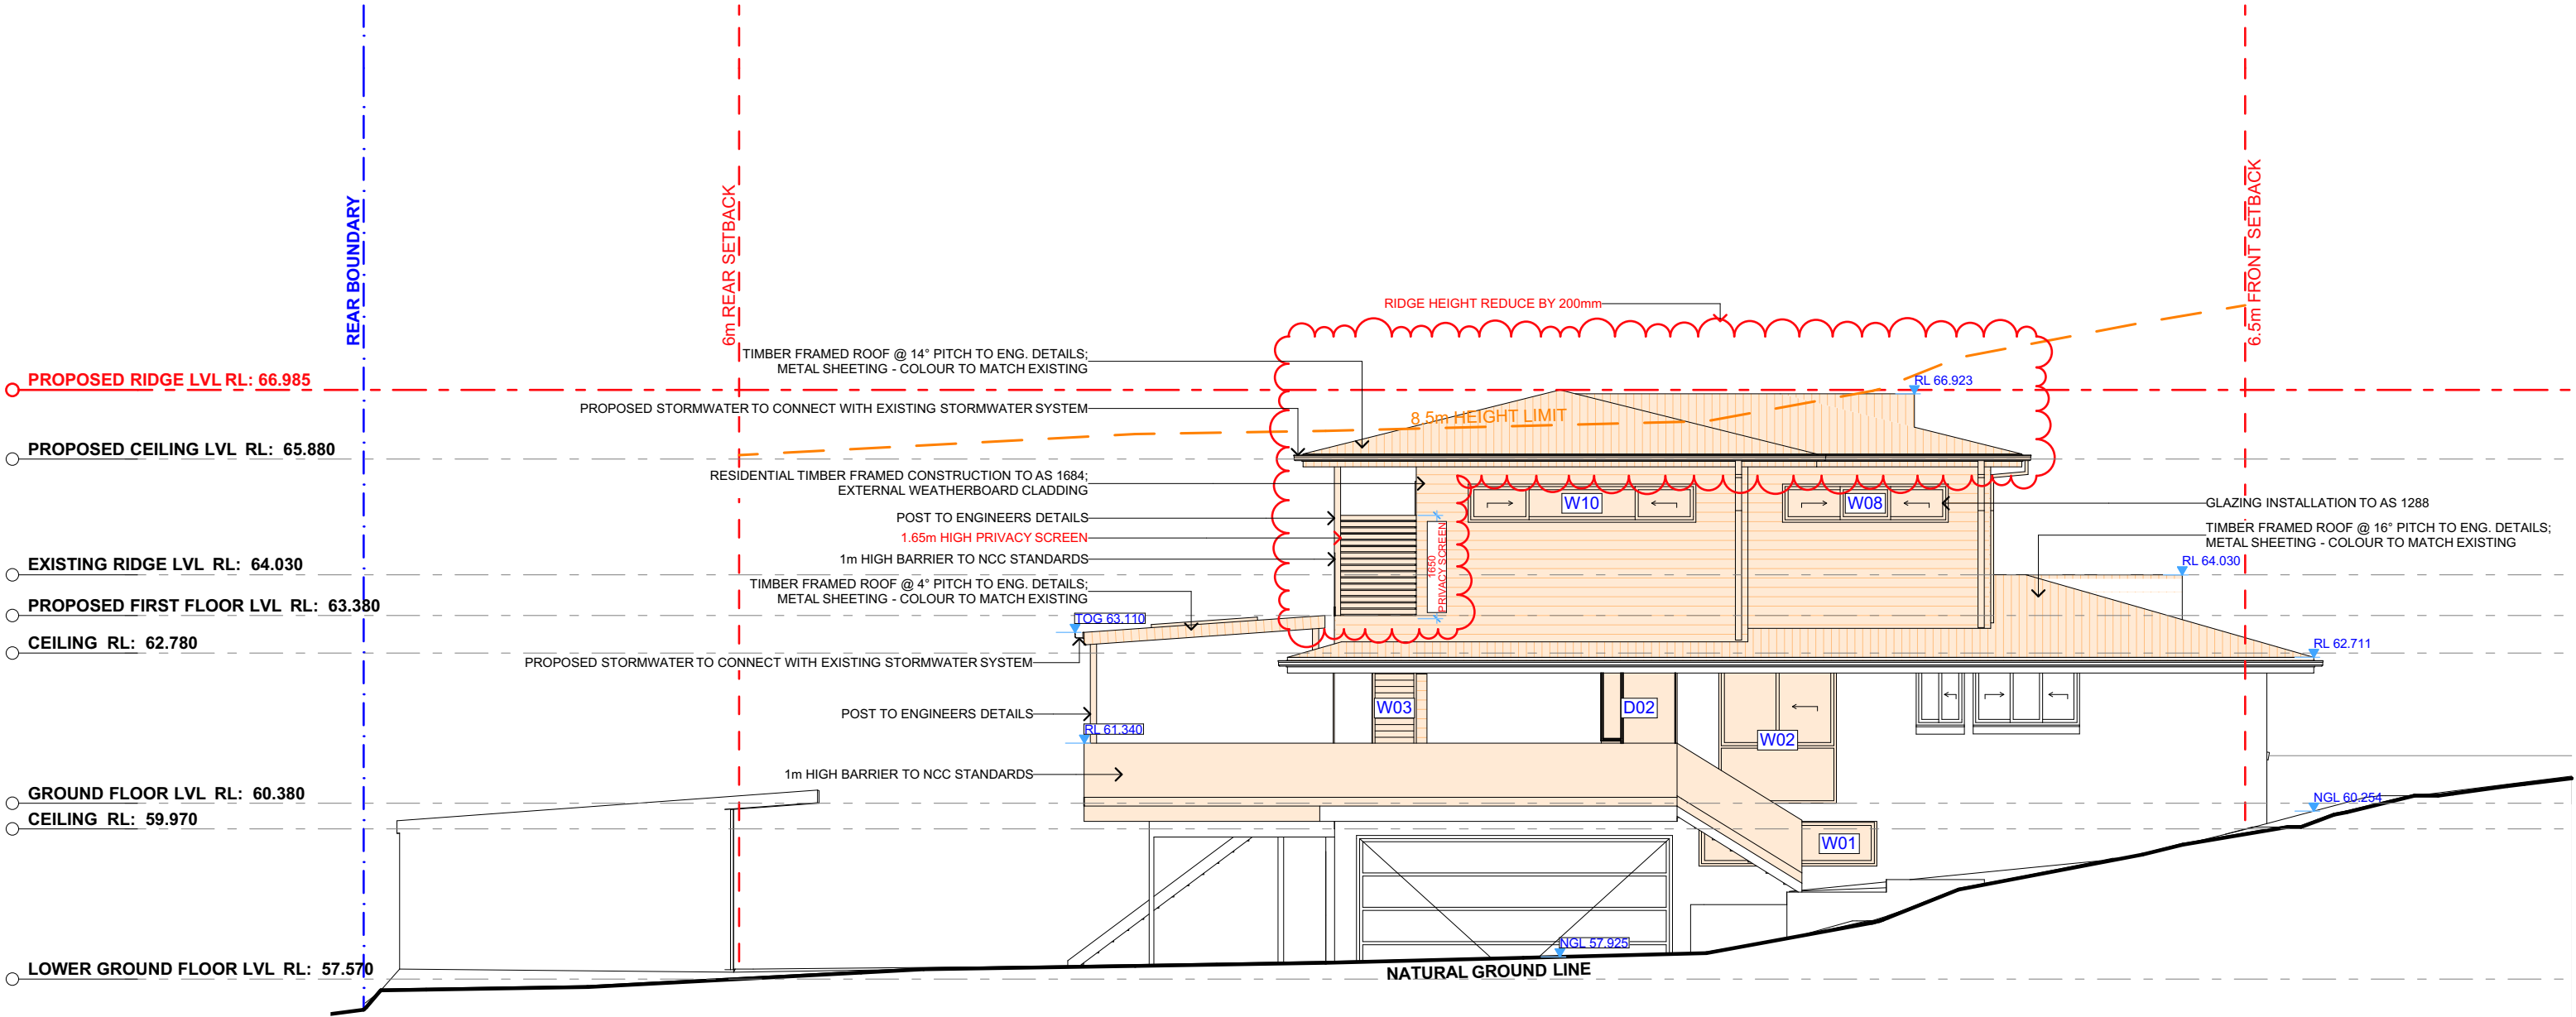 REAR BOUNDARY
6m REAR SETBACK
6.5m FRONT SETBACK
RIDGE HEIGHT REDUCE BY 200mm
TIMBER FRAMED ROOF @ 14° PITCH TO ENG. DETAILS;
METAL SHEETING - COLOUR TO MATCH EXISTING
PROPOSED RIDGE LVL RL: 66.985
RL 66.923
PROPOSED STORMWATER TO CONNECT WITH EXISTING STORMWATER SYSTEM
8.5m HEIGHT LIMIT
PROPOSED CEILING LVL RL: 65.880
RESIDENTIAL TIMBER FRAMED CONSTRUCTION TO AS 1684;
EXTERNAL WEATHERBOARD CLADDING
W10
W08
GLAZING INSTALLATION TO AS 1288
POST TO ENGINEERS DETAILS
TIMBER FRAMED ROOF @ 16° PITCH TO ENG. DETAILS;
METAL SHEETING - COLOUR TO MATCH EXISTING
1.65m HIGH PRIVACY SCREEN
1650
PRIVACY SCREEN
1m HIGH BARRIER TO NCC STANDARDS
EXISTING RIDGE LVL RL: 64.030
RL 64.030
TIMBER FRAMED ROOF @ 4° PITCH TO ENG. DETAILS;
METAL SHEETING - COLOUR TO MATCH EXISTING
PROPOSED FIRST FLOOR LVL RL: 63.380
TOG 63.110
CEILING RL: 62.780
RL 62.711
PROPOSED STORMWATER TO CONNECT WITH EXISTING STORMWATER SYSTEM
W03
D02
POST TO ENGINEERS DETAILS
RL 61.340
W02
1m HIGH BARRIER TO NCC STANDARDS
GROUND FLOOR LVL RL: 60.380
NGL 60.254
CEILING RL: 59.970
W01
NGL 57.925
LOWER GROUND FLOOR LVL RL: 57.570
NATURAL GROUND LINE